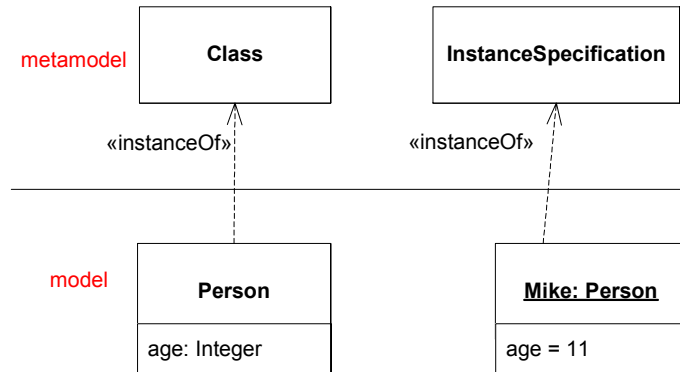 metamodel
Class
InstanceSpecification
«instanceOf»
«instanceOf»
model
Person
Mike: Person
age: Integer
age = 11